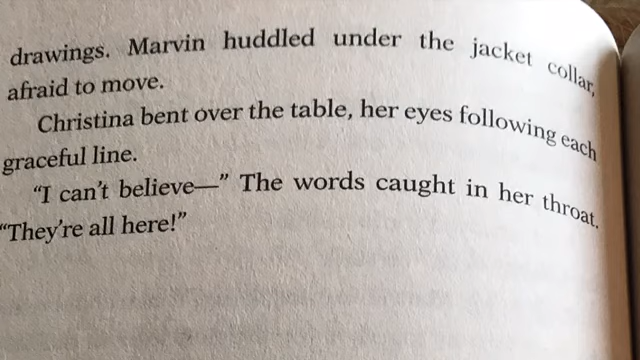 drawings. Marvin huddled under the jacket collar,
afraid to move.
Christina bent over the table, her eyes following each
graceful line.
“I can’t believe—” The words caught in her throat.
“They’re all here!”